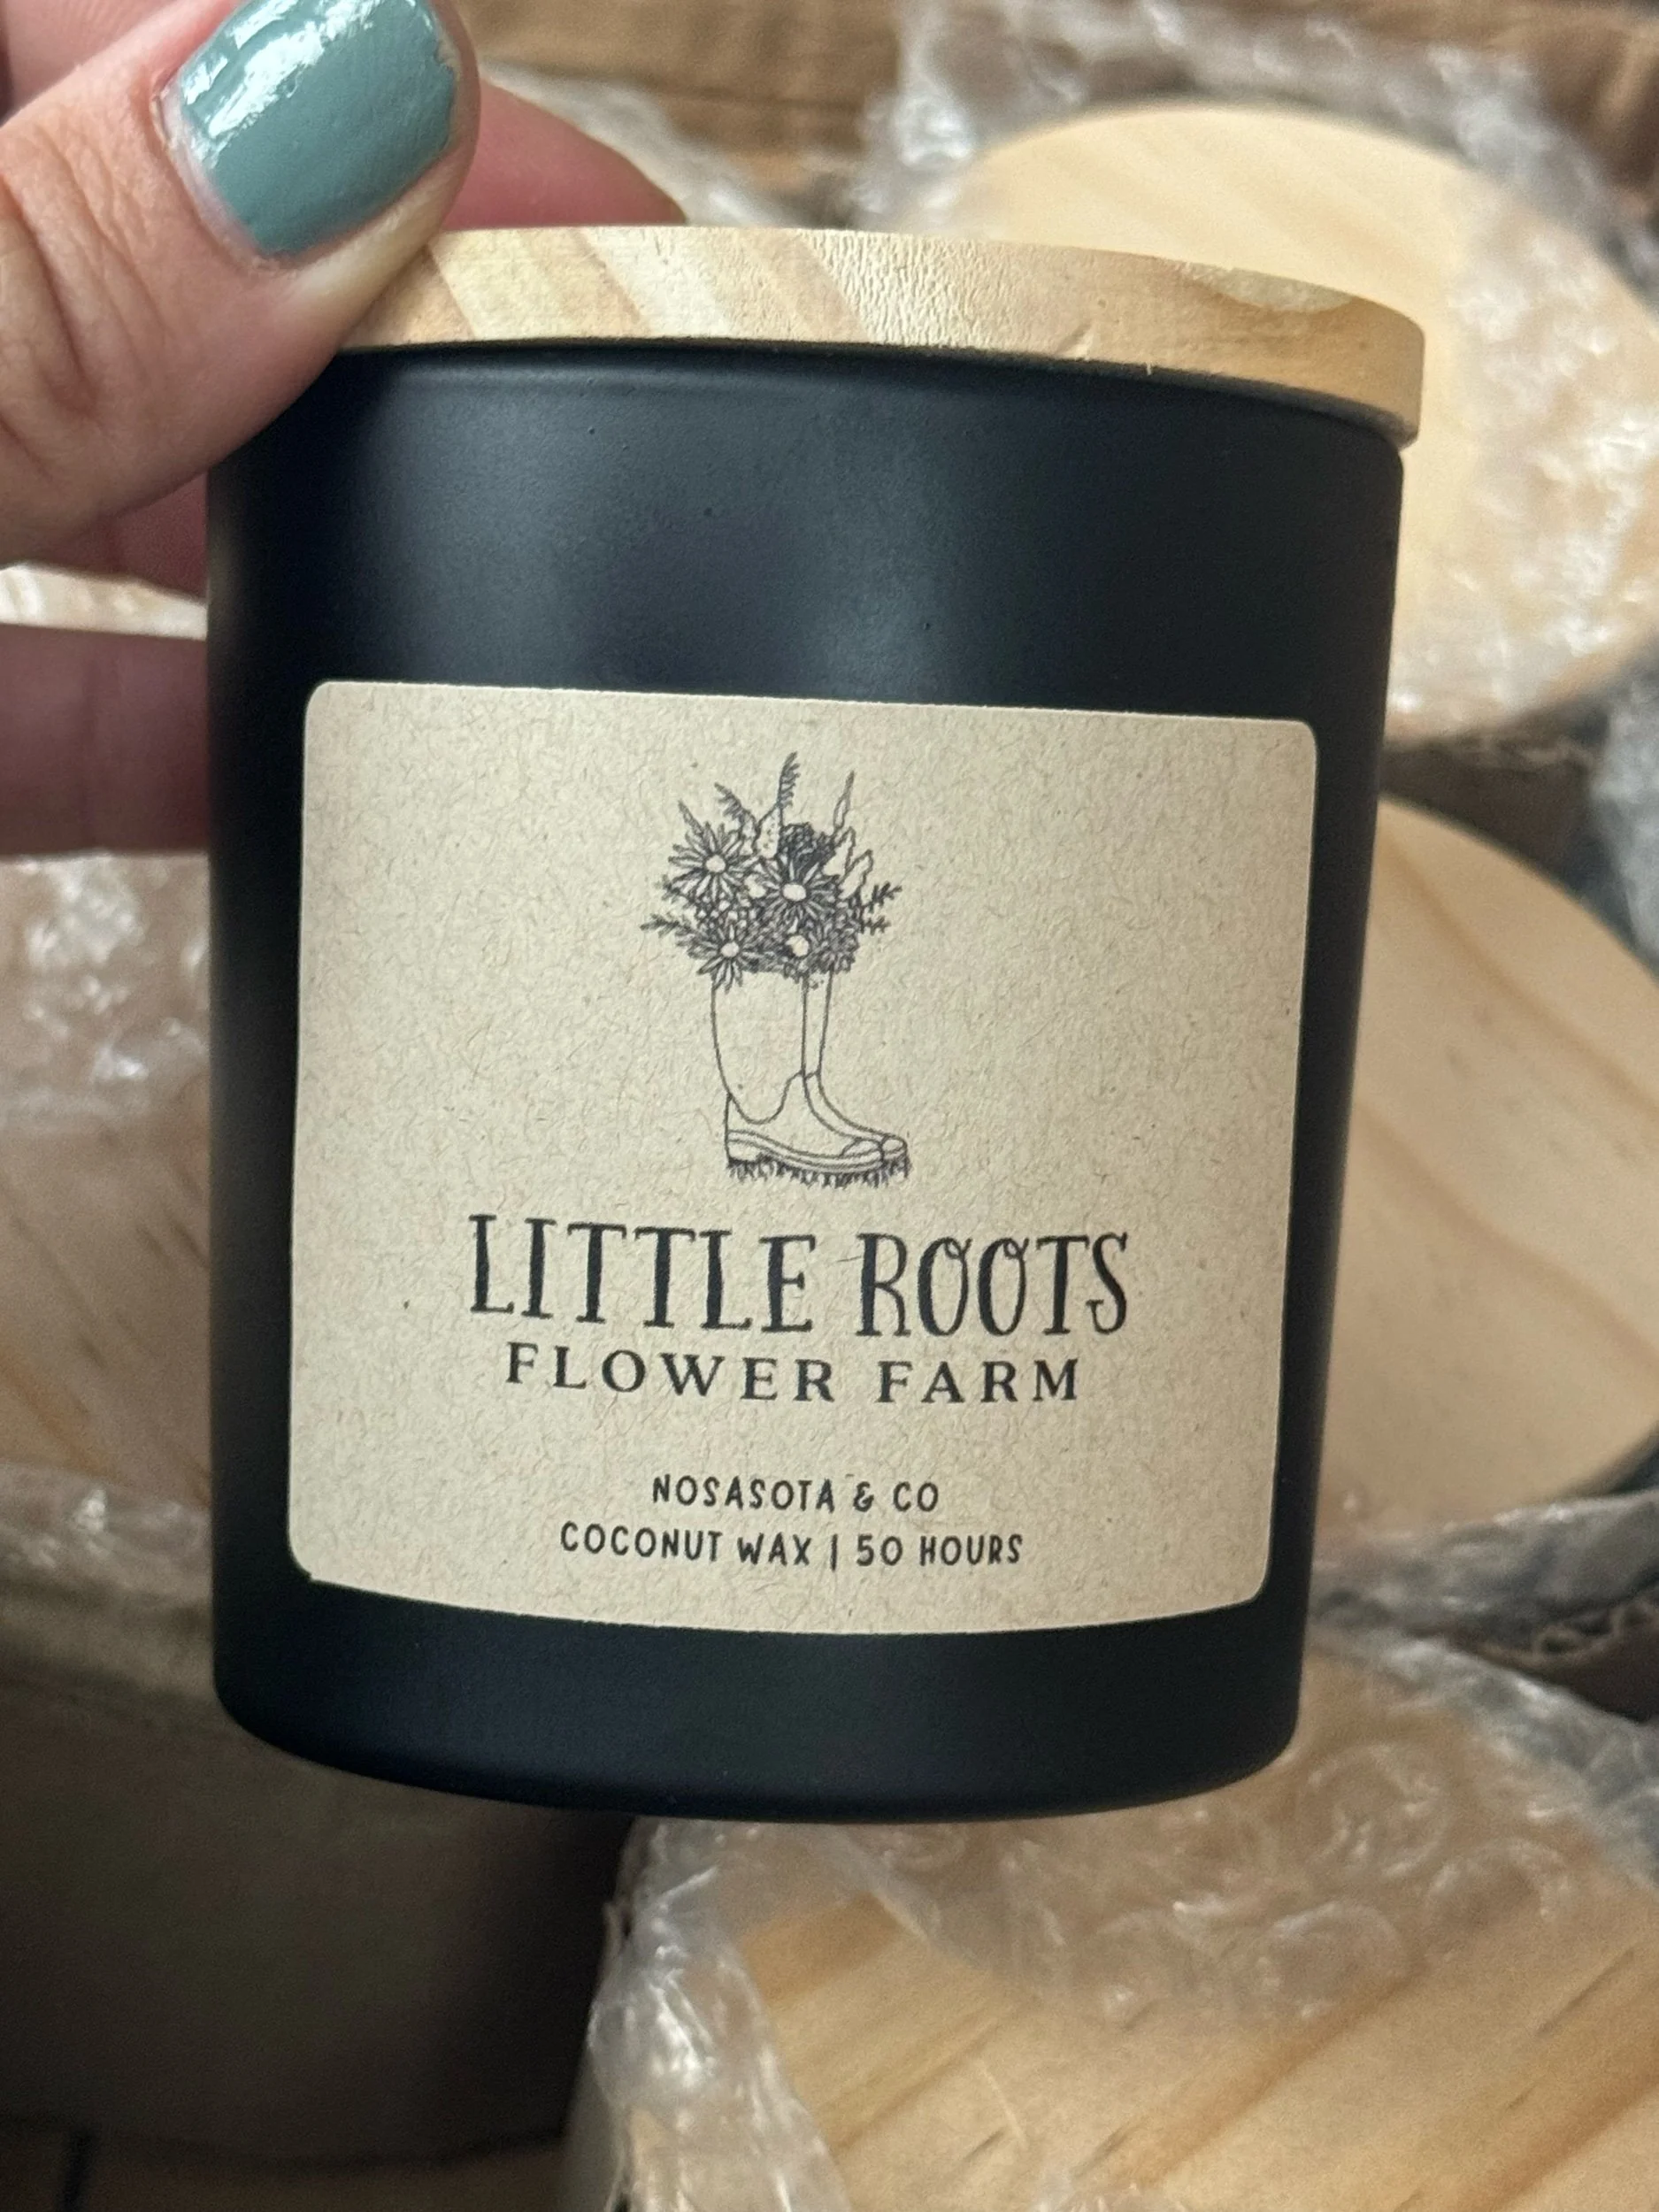 LITTLE ROOTS
FLOWER FARM
NOSASOTA & CO
COCONUT WAX | 50 HOURS